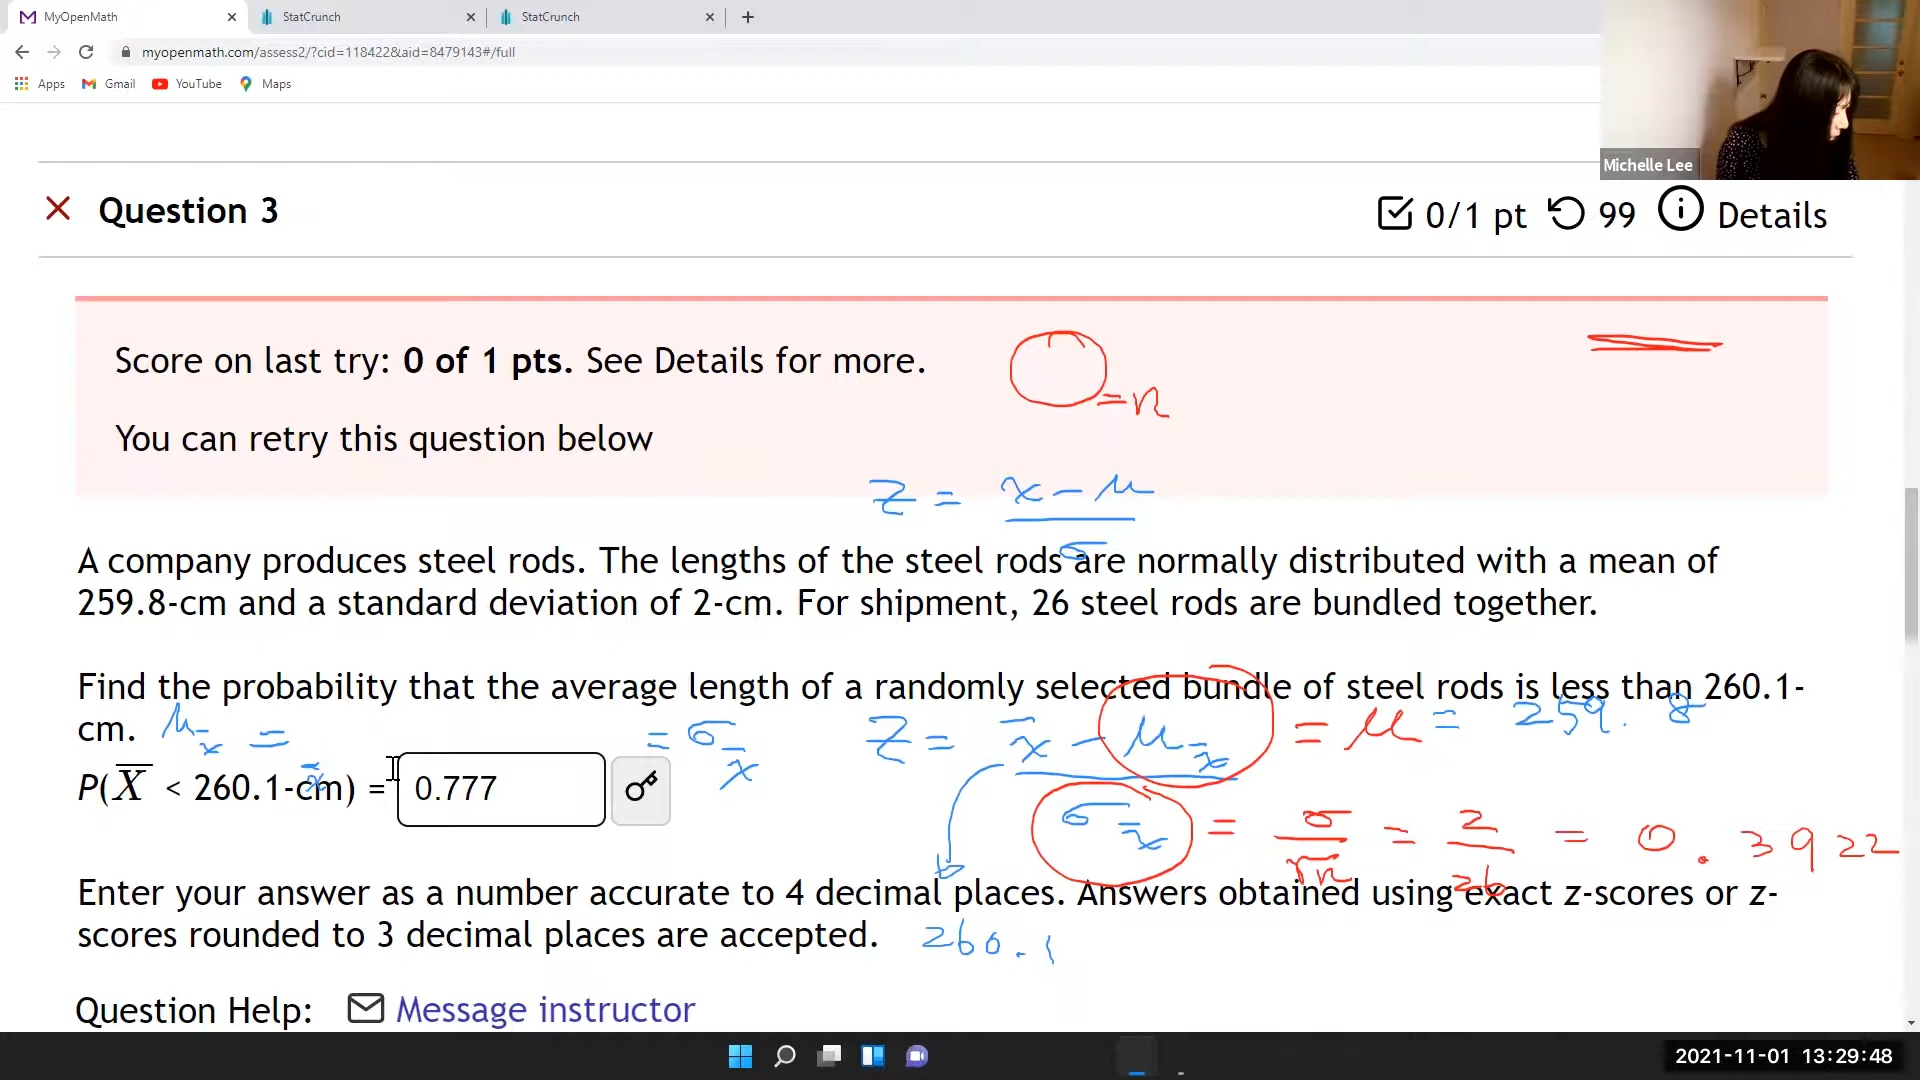 MyOpenMath
StatCrunch
StatCrunch
myopenmath.com/assess2/?cid=118422&aid=8479143#/full
Apps
Gmail
YouTube
Maps
Michelle Lee
Question 3
0/1 pt
99
Details
Score on last try: 0 of 1 pts. See Details for more.
= n
You can retry this question below
z = x − μ
σ
A company produces steel rods. The lengths of the steel rods are normally distributed with a mean of
259.8-cm and a standard deviation of 2-cm. For shipment, 26 steel rods are bundled together.
Find the probability that the average length of a randomly selected bundle of steel rods is less than 260.1-
cm.
μx̄ =
= σx̄
z = x̄ − μx̄ = μ = 259.8
P(X̄ < 260.1-cm) =
0.777
x̄
σx̄ = σ/√n = 2/26 = 0.3922
Enter your answer as a number accurate to 4 decimal places. Answers obtained using exact z-scores or z-
scores rounded to 3 decimal places are accepted.
260.1
Question Help:
Message instructor
2021-11-01 13:29:48